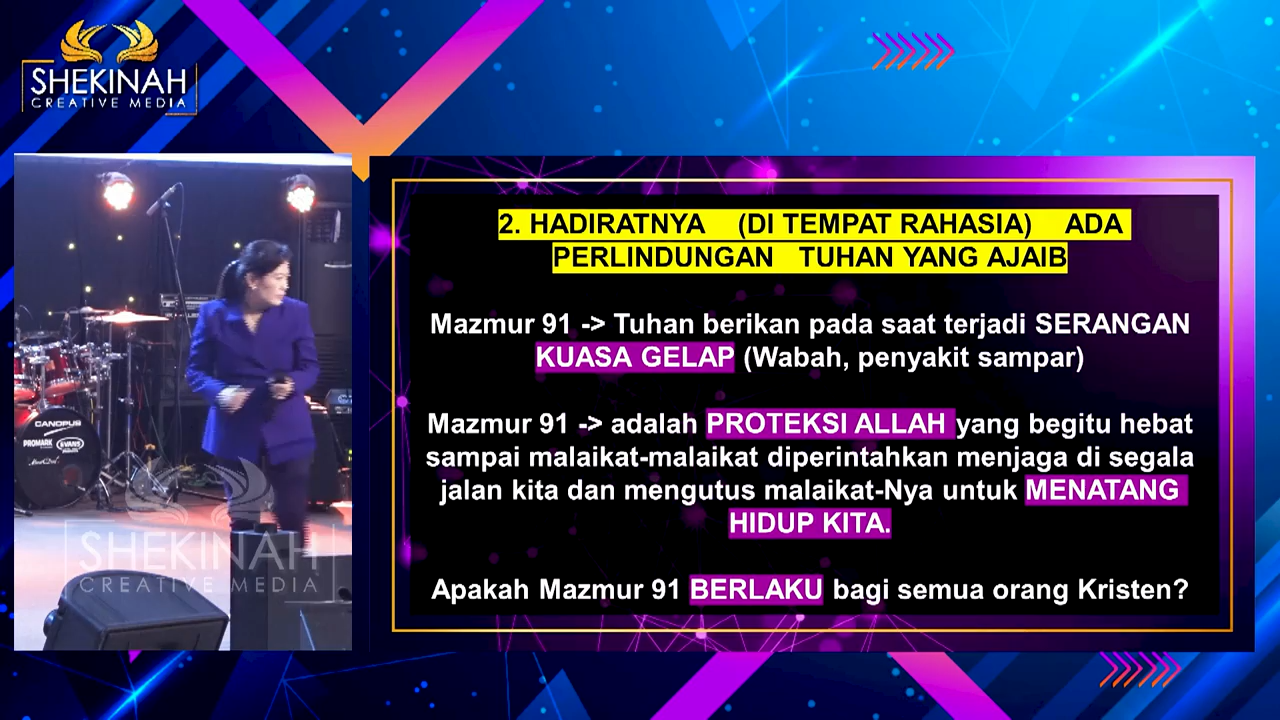 SHEKINAH
CREATIVE MEDIA
2. HADIRATNYA (DI TEMPAT RAHASIA) ADA
PERLINDUNGAN TUHAN YANG AJAIB
Mazmur 91 -> Tuhan berikan pada saat terjadi SERANGAN
KUASA GELAP (Wabah, penyakit sampar)
Mazmur 91 -> adalah PROTEKSI ALLAH yang begitu hebat
sampai malaikat-malaikat diperintahkan menjaga di segala
jalan kita dan mengutus malaikat-Nya untuk MENATANG
HIDUP KITA.
Apakah Mazmur 91 BERLAKU bagi semua orang Kristen?
CANOPUS
PROMARK
EVANS
SHEKINAH
CREATIVE MEDIA